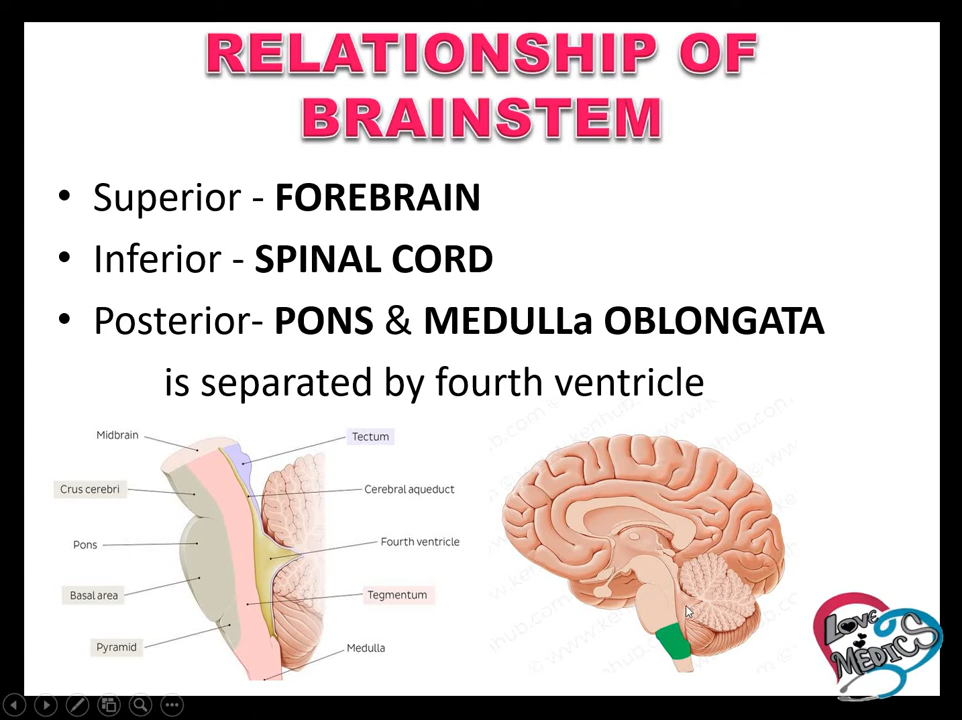 RELATIONSHIP OF
BRAINSTEM
• Superior - FOREBRAIN
• Inferior - SPINAL CORD
• Posterior- PONS & MEDULLa OBLONGATA
is separated by fourth ventricle
Midbrain
Tectum
Crus cerebri
Cerebral aqueduct
Pons
Fourth ventricle
Basal area
Tegmentum
Pyramid
Medulla
LOVE
MEDICS